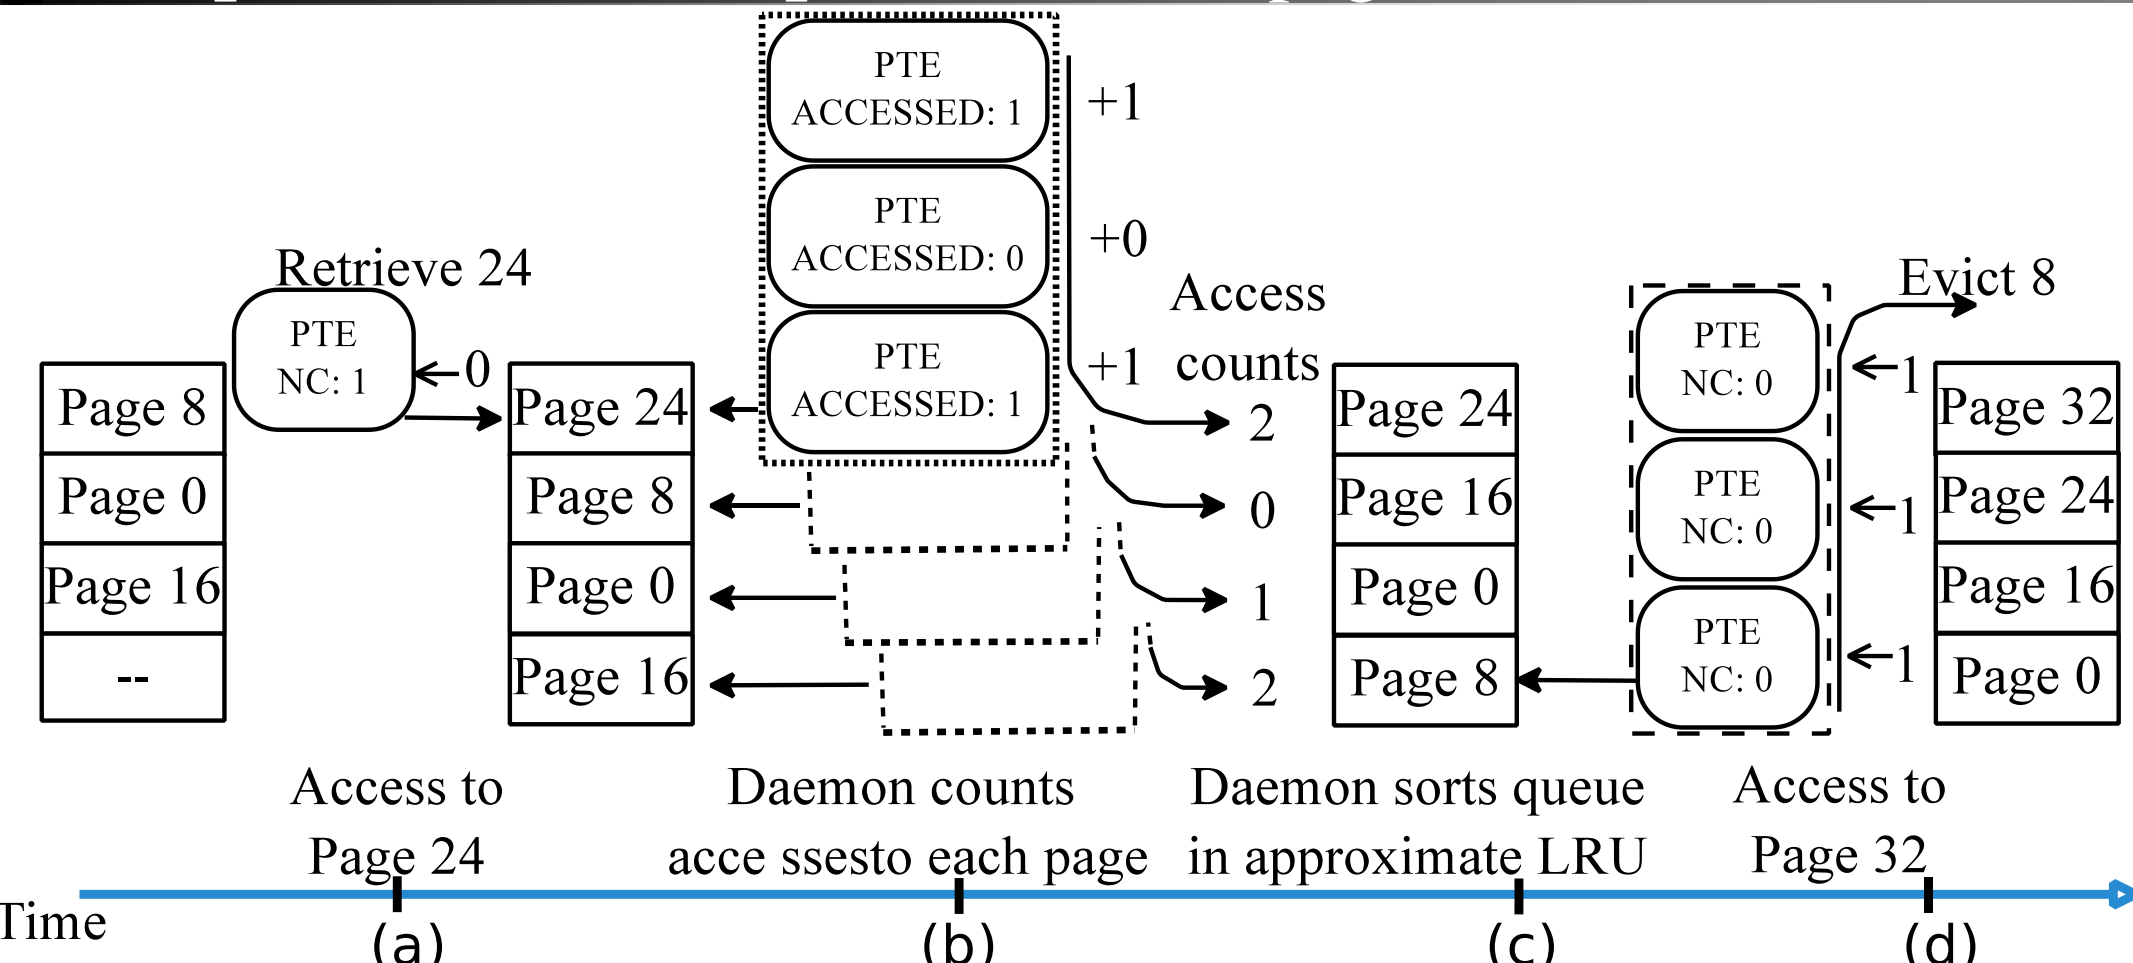 Retrieve 24
PTE
NC: 1
0
Page 8
Page 0
Page 16
--
Page 24
Page 8
Page 0
Page 16
PTE
ACCESSED: 1
PTE
ACCESSED: 0
PTE
ACCESSED: 1
+1
+0
+1
Access
counts
2
0
1
2
Page 24
Page 16
Page 0
Page 8
PTE
NC: 0
PTE
NC: 0
PTE
NC: 0
Evict 8
1
1
1
Page 32
Page 24
Page 16
Page 0
Access to
Page 24
Daemon counts
acce ssesto each page
Daemon sorts queue
in approximate LRU
Access to
Page 32
Time
(a)
(b)
(c)
(d)